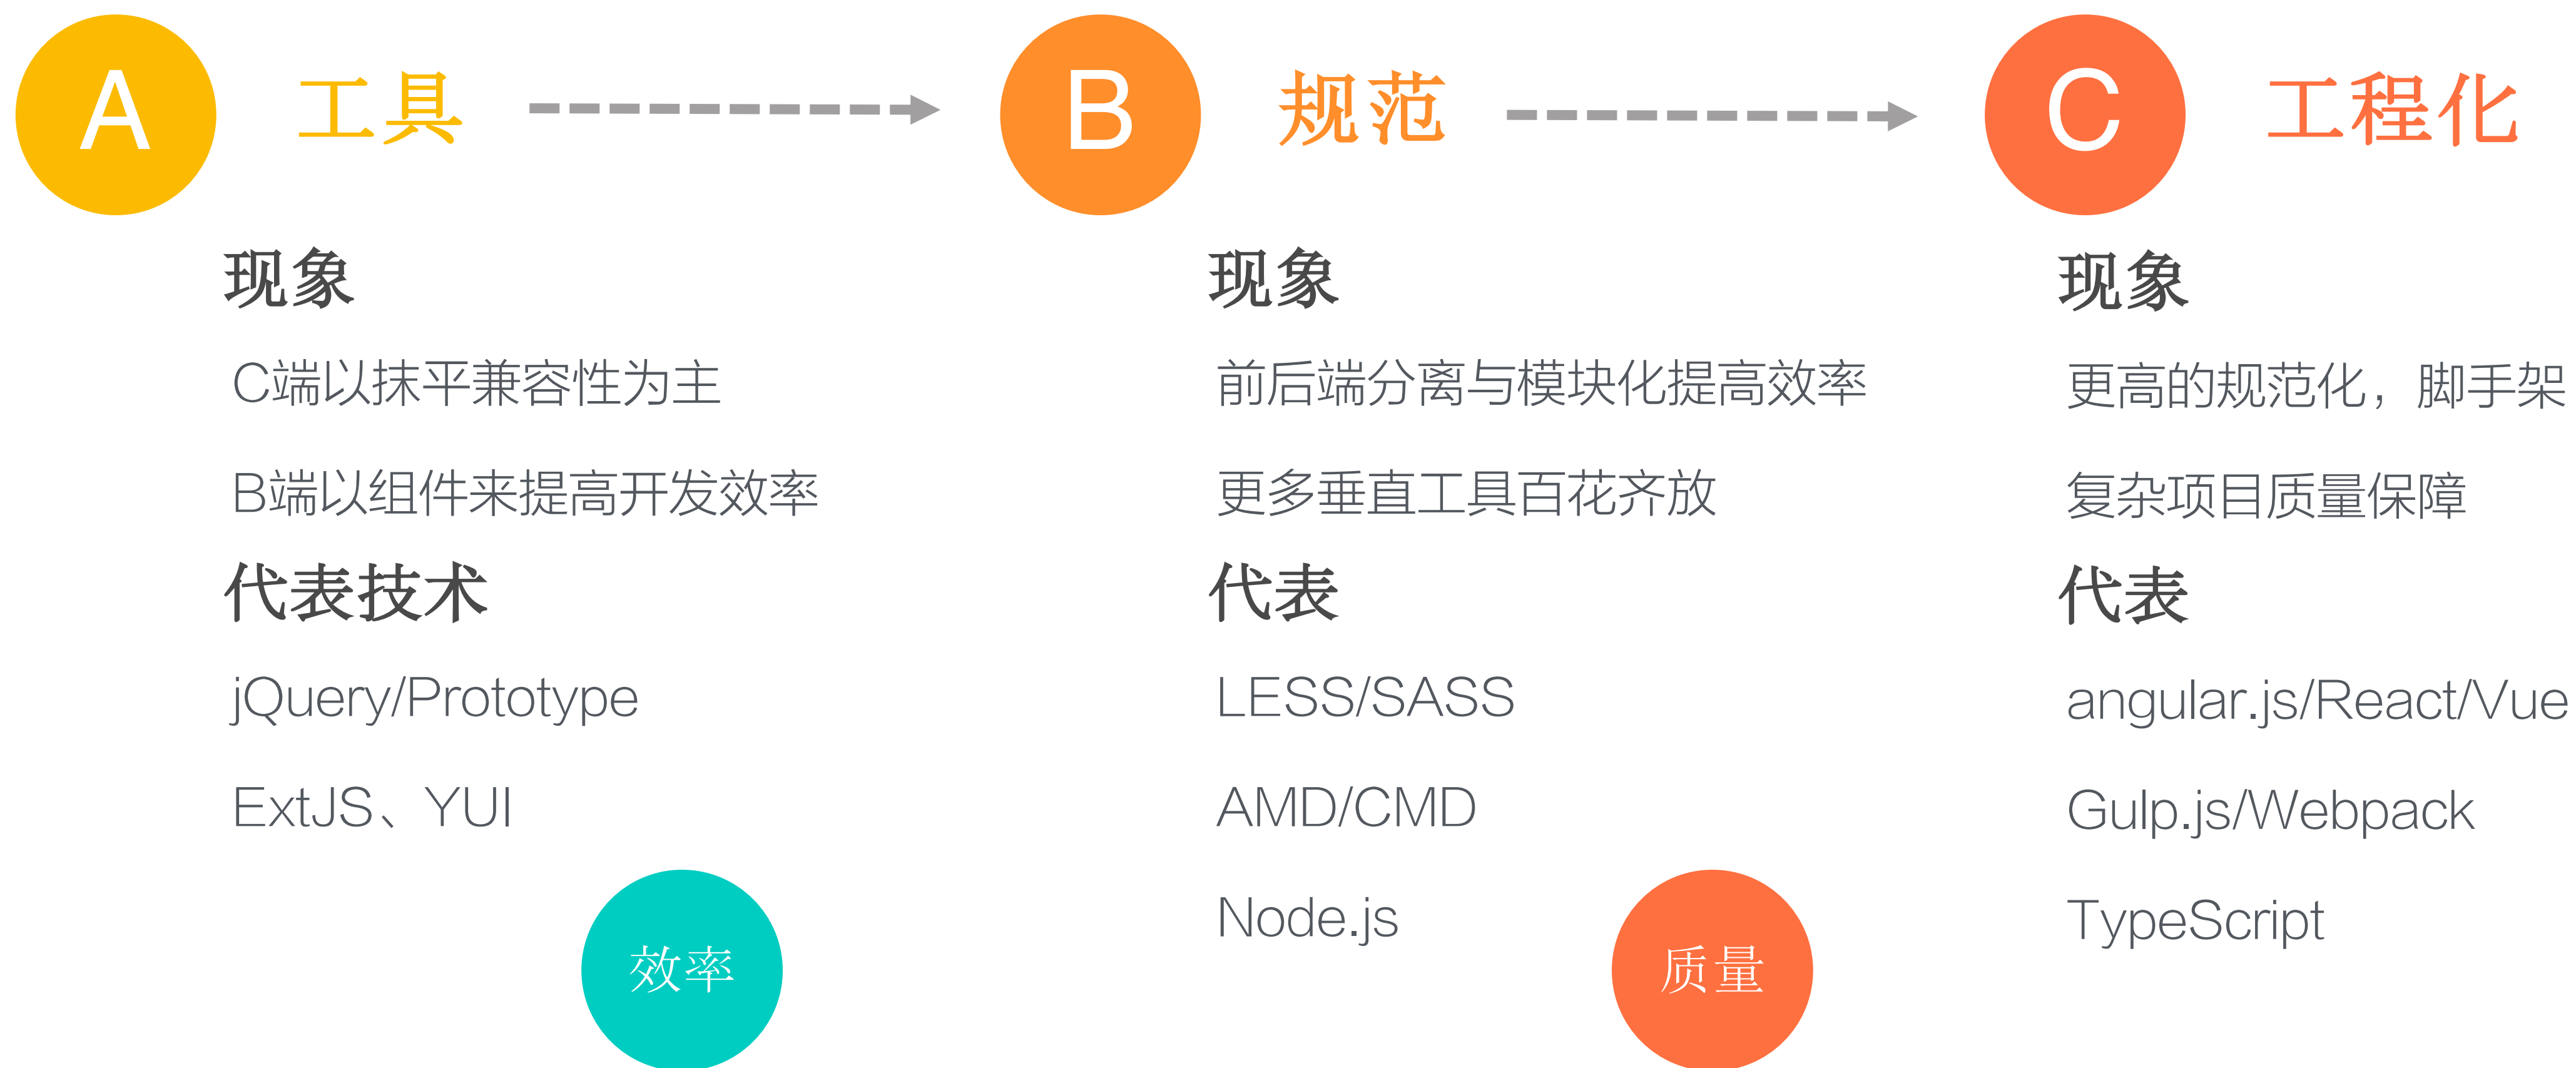 A
工具
B
规范
C
工程化
现象
C端以抹平兼容性为主
B端以组件来提高开发效率
代表技术
jQuery/Prototype
ExtJS、YUI
效率
现象
前后端分离与模块化提高效率
更多垂直工具百花齐放
代表
LESS/SASS
AMD/CMD
Node.js
质量
现象
更高的规范化，脚手架
复杂项目质量保障
代表
angular.js/React/Vue
Gulp.js/Webpack
TypeScript